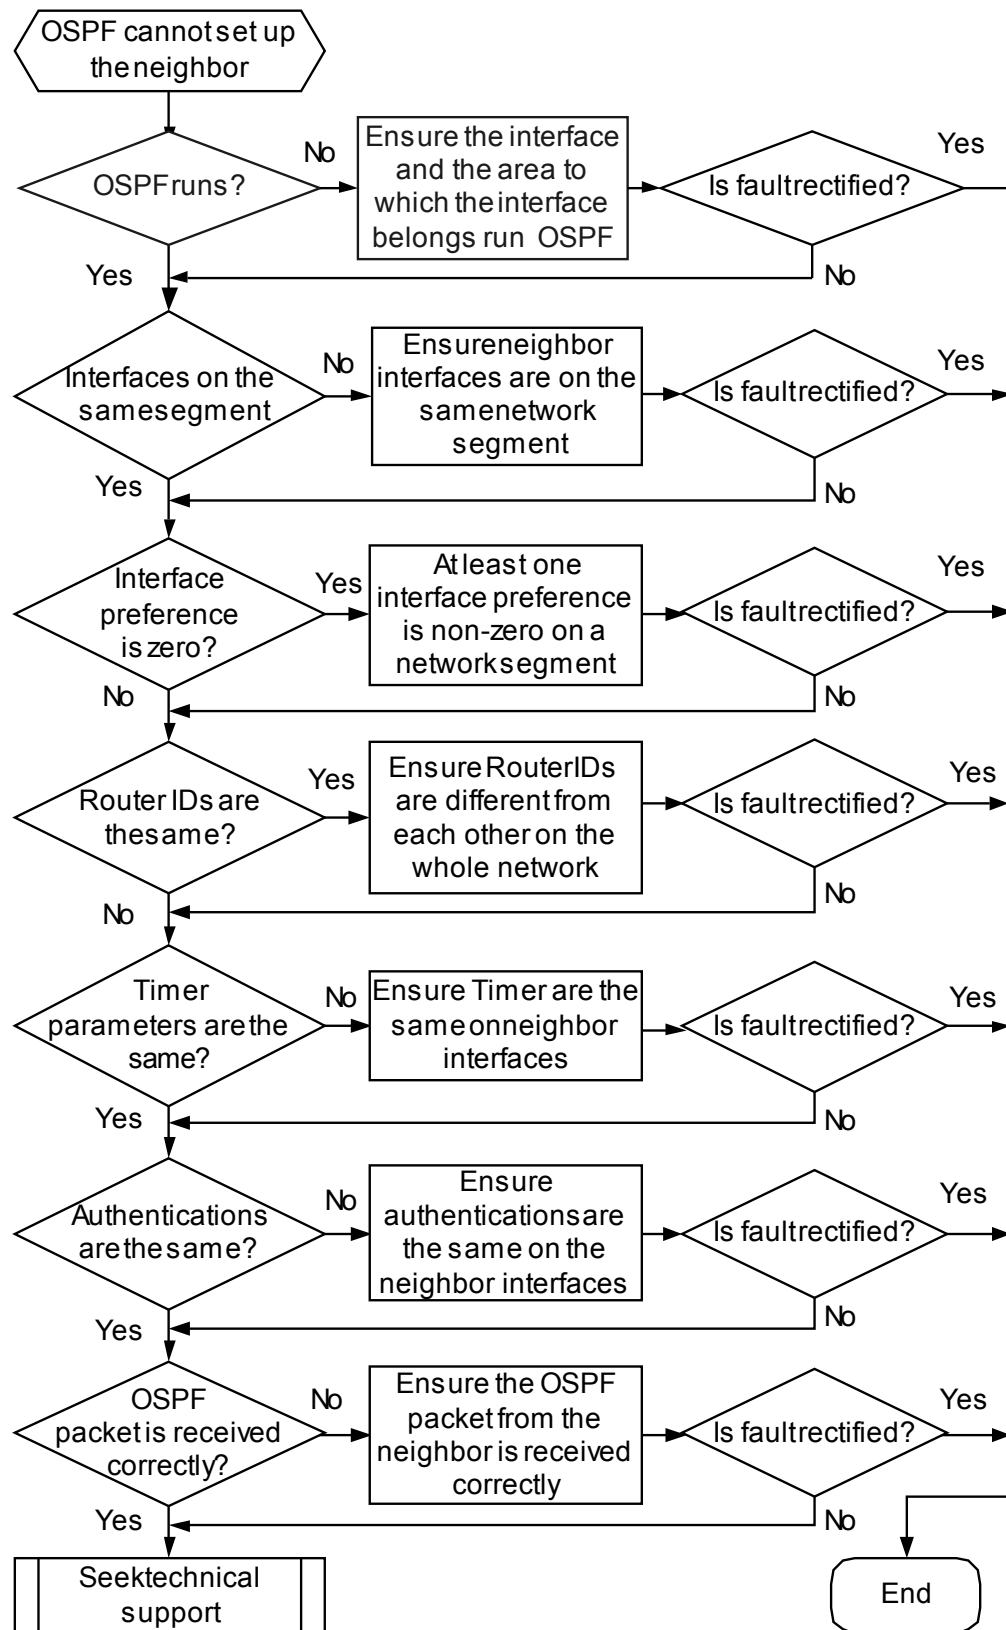 OSPF cannot set up
the neighbor
OSPF runs?
No
Ensure the interface
and the area to
which the interface
belongs run OSPF
Is fault rectified?
Yes
Yes
No
Interfaces on the
same segment
No
Ensure neighbor
interfaces are on the
same network
segment
Is fault rectified?
Yes
Yes
No
Interface
preference
is zero?
Yes
At least one
interface preference
is non-zero on a
network segment
Is fault rectified?
Yes
No
No
Router IDs are
the same?
Yes
Ensure Router IDs
are different from
each other on the
whole network
Is fault rectified?
Yes
No
No
Timer
parameters are the
same?
No
Ensure Timer are the
same on neighbor
interfaces
Is fault rectified?
Yes
Yes
No
Authentications
are the same?
No
Ensure
authentications are
the same on the
neighbor interfaces
Is fault rectified?
Yes
Yes
No
OSPF
packet is received
correctly?
No
Ensure the OSPF
packet from the
neighbor is received
correctly
Is fault rectified?
Yes
Yes
No
Seek technical
support
End